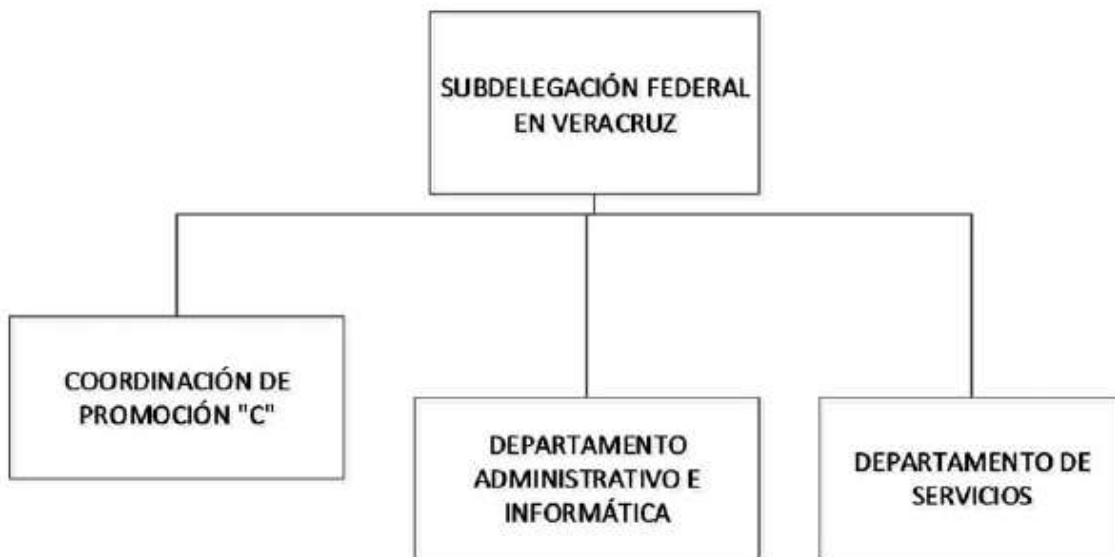 SUBDELEGACIÓN FEDERAL
EN VERACRUZ
COORDINACIÓN DE
PROMOCIÓN "C"
DEPARTAMENTO
ADMINISTRATIVO E
INFORMÁTICA
DEPARTAMENTO DE
SERVICIOS